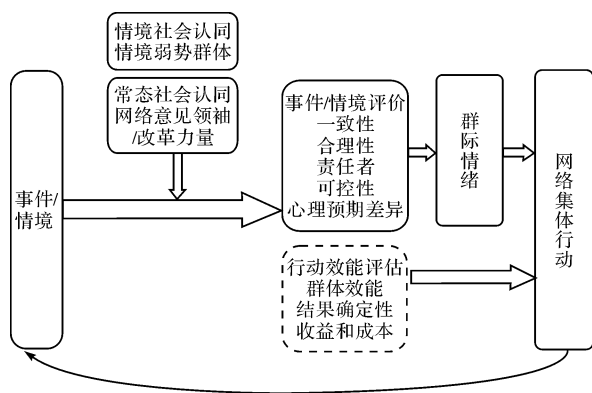 情境社会认同
情境弱势群体
常态社会认同
网络意见领袖
/改革力量
事件/
情境
事件/情境评价
一致性
合理性
责任者
可控性
心理预期差异
群际情绪
网络集体行动
行动效能评估
群体效能
结果确定性
收益和成本